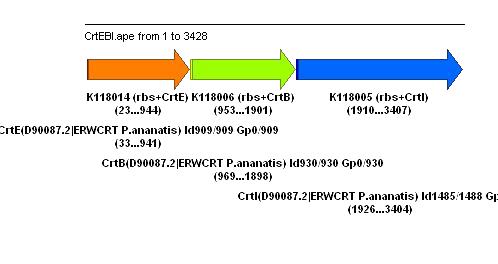 CrtEBI.ape from 1 to 3428
K118014 (rbs+CrtE) K118006 (rbs+CrtB) K118005 (rbs+CrtI)
(23...944) (953...1901) (1910...3407)
CrtE(D90087.2|ERWCRT P.ananatis) Id909/909 Gp0/909
(33...941)
CrtB(D90087.2|ERWCRT P.ananatis) Id930/930 Gp0/930
(969...1898)
CrtI(D90087.2|ERWCRT P.ananatis) Id1485/1488 Gp
(1926...3404)